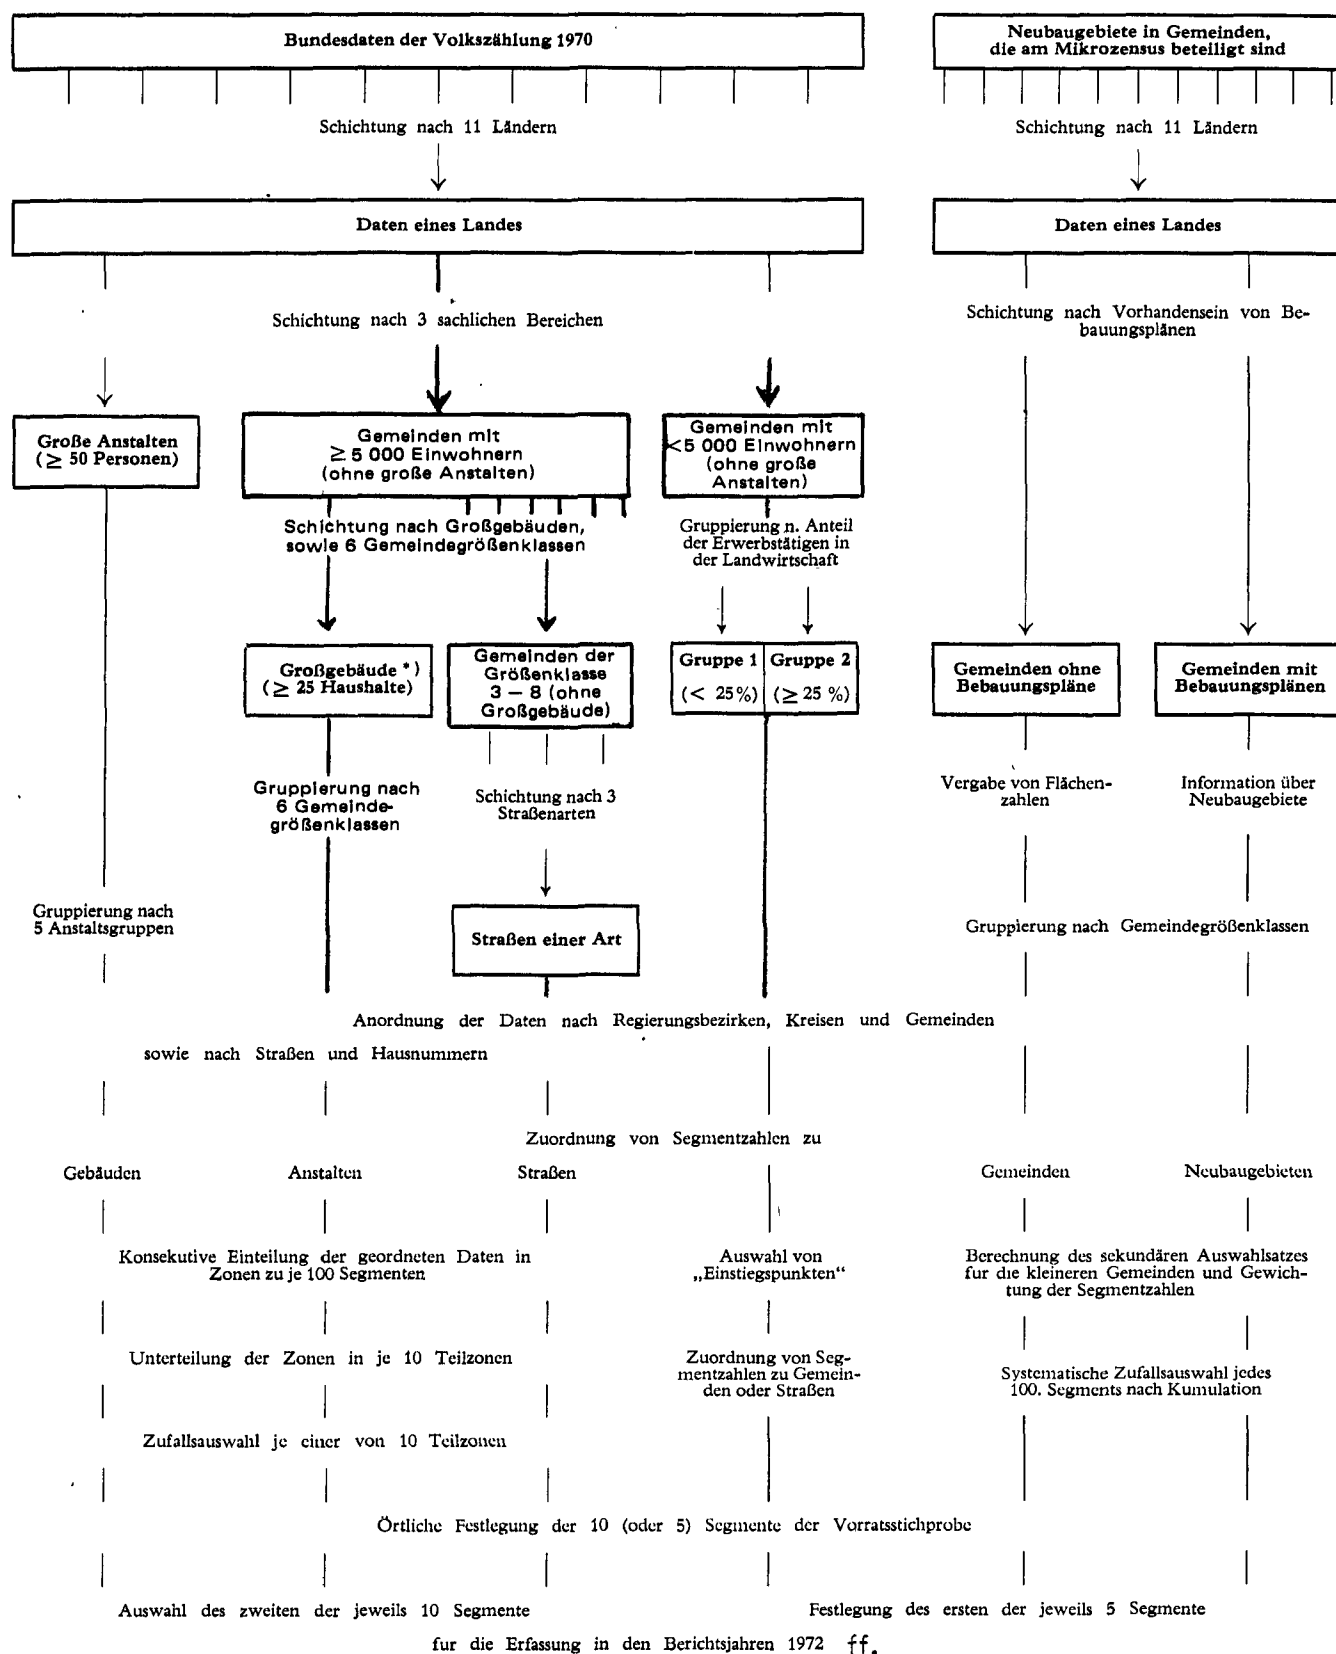 Bundesdaten der Volkszählung 1970
Neubaugebiete in Gemeinden,
die am Mikrozensus beteiligt sind
Schichtung nach 11 Ländern
Schichtung nach 11 Ländern
Daten eines Landes
Daten eines Landes
Schichtung nach 3 sachlichen Bereichen
Schichtung nach Vorhandensein von Be-
bauungsplänen
Große Anstalten
(≥ 50 Personen)
Gemeinden mit
≥ 5 000 Einwohnern
(ohne große Anstalten)
Gemeinden mit
<5 000 Einwohnern
(ohne große
Anstalten)
Schichtung nach Großgebäuden,
sowie 6 Gemeindegrößenklassen
Gruppierung n. Anteil
der Erwerbstätigen in
der Landwirtschaft
Großgebäude *)
(≥ 25 Haushalte)
Gemeinden der
Größenklasse
3 – 8 (ohne
Großgebäude)
Gruppe 1
(< 25%)
Gruppe 2
(≥ 25 %)
Gemeinden ohne
Bebauungspläne
Gemeinden mit
Bebauungsplänen
Gruppierung nach
6 Gemeinde-
größenklassen
Schichtung nach 3
Straßenarten
Vergabe von Flächen-
zahlen
Information über
Neubaugebiete
Gruppierung nach
5 Anstaltsgruppen
Straßen einer Art
Gruppierung nach Gemeindegrößenklassen
Anordnung der Daten nach Regierungsbezirken, Kreisen und Gemeinden
sowie nach Straßen und Hausnummern
Zuordnung von Segmentzahlen zu
Gebäuden Anstalten Straßen Gemeinden Neubaugebieten
Konsekutive Einteilung der geordneten Daten in
Zonen zu je 100 Segmenten
Auswahl von
„Einstiegspunkten“
Berechnung des sekundären Auswahlsatzes
fur die kleineren Gemeinden und Gewich-
tung der Segmentzahlen
Unterteilung der Zonen in je 10 Teilzonen
Zuordnung von Seg-
mentzahlen zu Gemein-
den oder Straßen
Systematische Zufallsauswahl jedes
100. Segments nach Kumulation
Zufallsauswahl je einer von 10 Teilzonen
Örtliche Festlegung der 10 (oder 5) Segmente der Vorratsstichprobe
Auswahl des zweiten der jeweils 10 Segmente
Festlegung des ersten der jeweils 5 Segmente
fur die Erfassung in den Berichtsjahren 1972 ff.